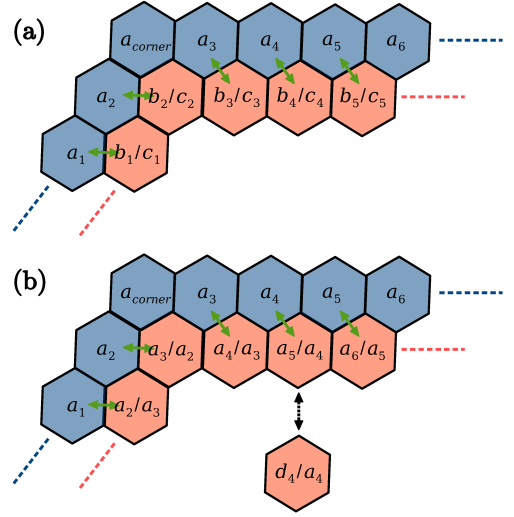 (a)
a_corner a_3 a_4 a_5 a_6
a_2 b_2/c_2 b_3/c_3 b_4/c_4 b_5/c_5
a_1 b_1/c_1
(b)
a_corner a_3 a_4 a_5 a_6
a_2 a_3/a_2 a_4/a_3 a_5/a_4 a_6/a_5
a_1 a_2/a_3
d_4/a_4